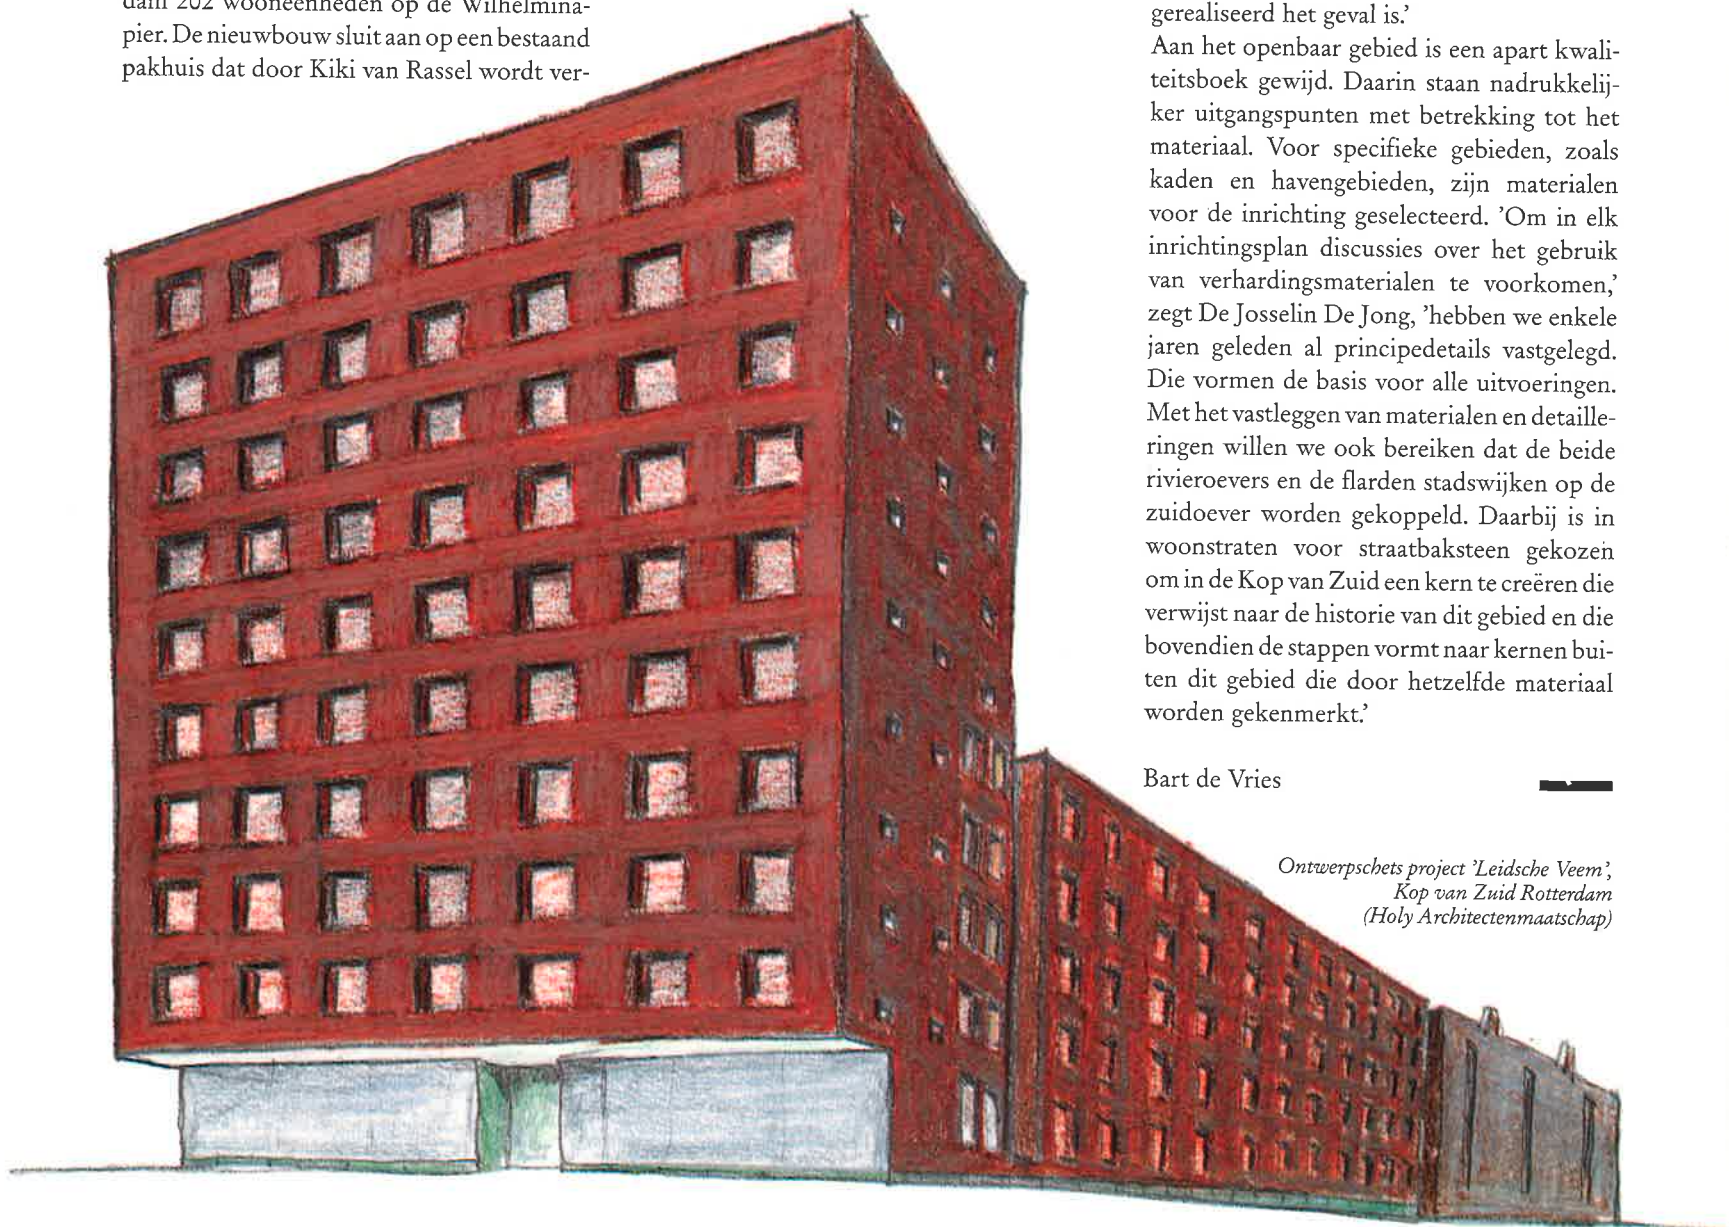 dam 202 wooneenheden op de Wilhelmina-
pier. De nieuwbouw sluit aan op een bestaand
pakhuis dat door Kiki van Rassel wordt ver-
gerealiseerd het geval is.’
Aan het openbaar gebied is een apart kwali-
teitsboek gewijd. Daarin staan nadrukkelij-
ker uitgangspunten met betrekking tot het
materiaal. Voor specifieke gebieden, zoals
kaden en havengebieden, zijn materialen
voor de inrichting geselecteerd. ’Om in elk
inrichtingsplan discussies over het gebruik
van verhardingsmaterialen te voorkomen,’
zegt De Josselin De Jong, ’hebben we enkele
jaren geleden al principedetails vastgelegd.
Die vormen de basis voor alle uitvoeringen.
Met het vastleggen van materialen en detaille-
ringen willen we ook bereiken dat de beide
rivieroevers en de flarden stadswijken op de
zuidoever worden gekoppeld. Daarbij is in
woonstraten voor straatbaksteen gekozen
om in de Kop van Zuid een kern te creëren die
verwijst naar de historie van dit gebied en die
bovendien de stappen vormt naar kernen bui-
ten dit gebied die door hetzelfde materiaal
worden gekenmerkt.’
Bart de Vries
Ontwerpschets project ’Leidsche Veem’,
Kop van Zuid Rotterdam
(Holy Architectenmaatschap)